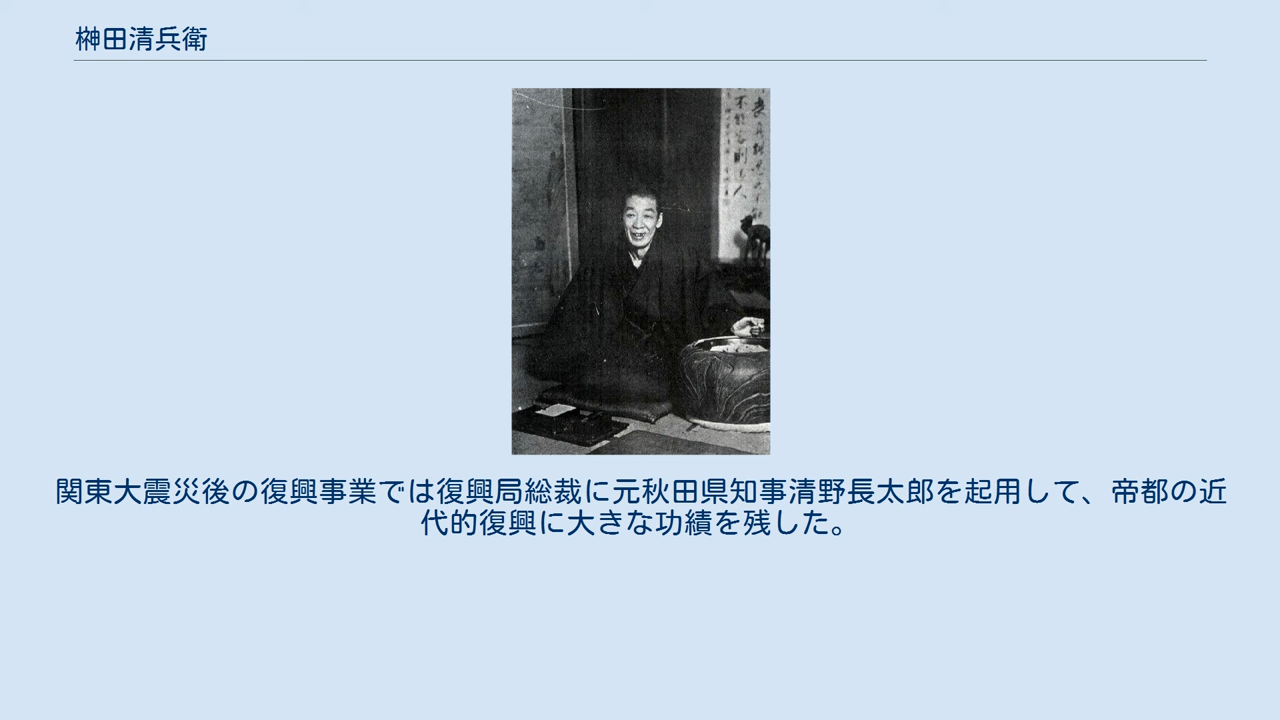 榊田清兵衛
関東大震災後の復興事業では復興局総裁に元秋田県知事清野長太郎を起用して、帝都の近
代的復興に大きな功績を残した。